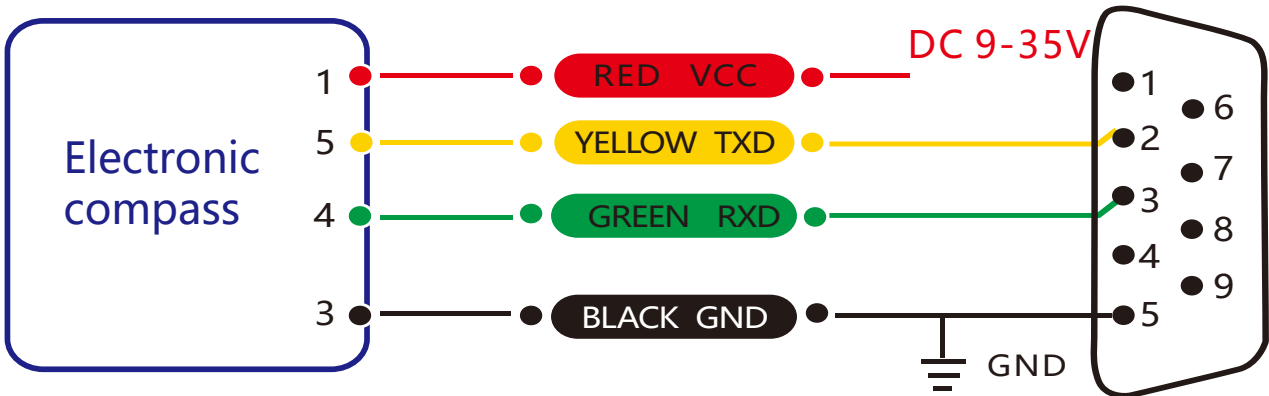 DC 9-35V
1 RED VCC 1
6
5 YELLOW TXD 2
Electronic
7
compass
4 GREEN RXD 3
8
4
9
3 BLACK GND 5
GND